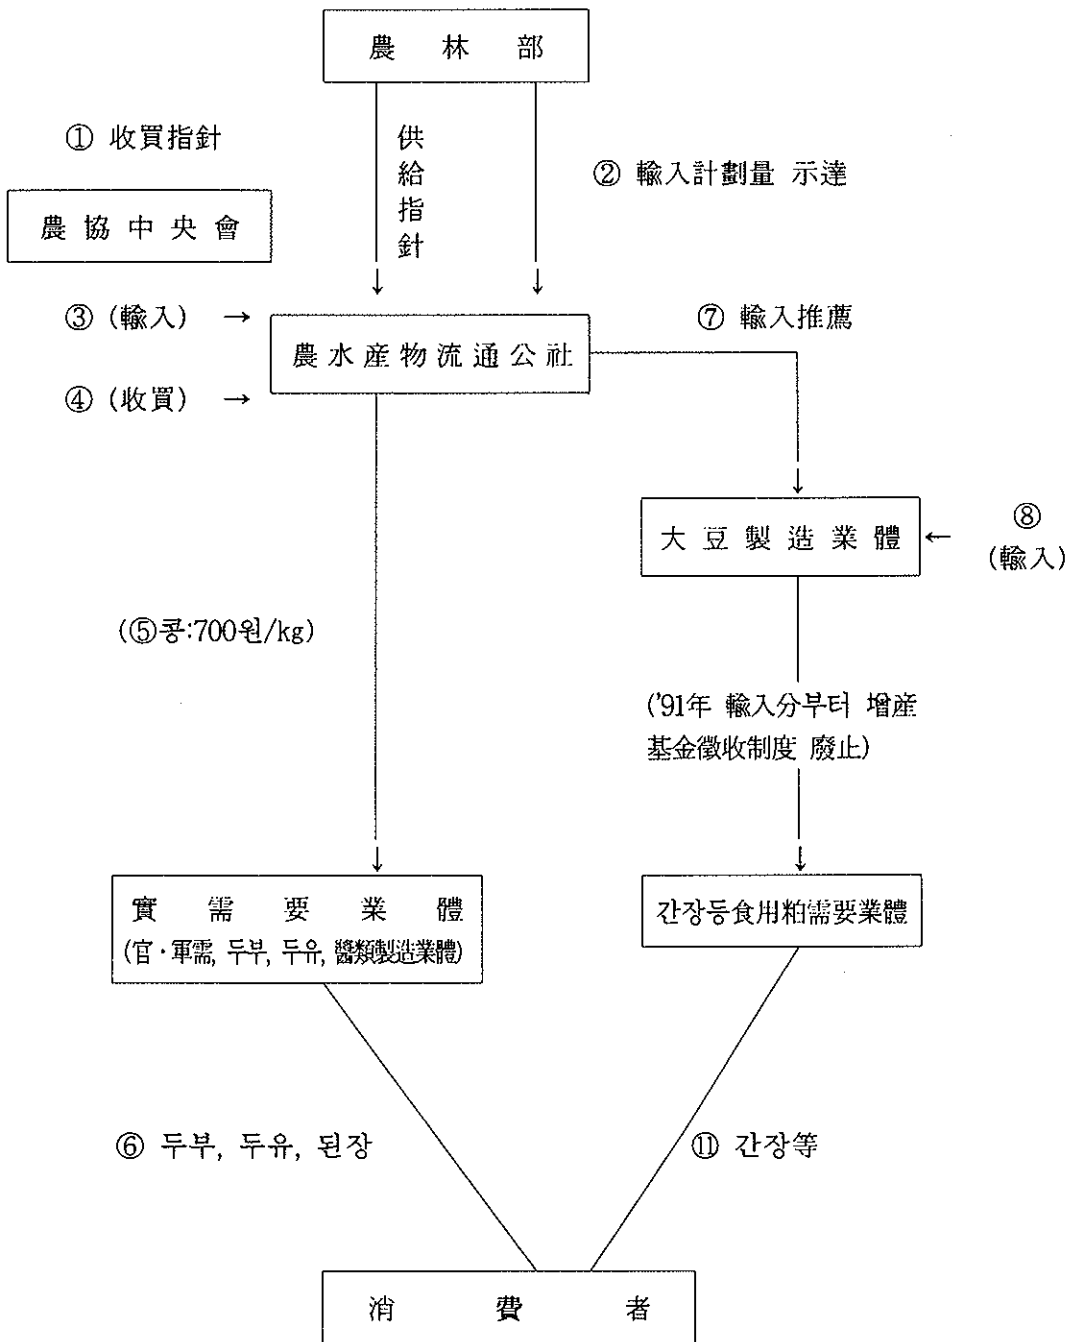 農林部
① 收買指針
供給指針
② 輸入計劃量 示達
農協中央會
③ (輸入) →
⑦ 輸入推薦
農水産物流通公社
④ (收買) →
大豆製造業體
← ⑧
(輸入)
(⑤콩:700원/kg)
('91年 輸入分부터 增産
基金徵收制度 廢止)
實需要業體
(官·軍需, 두부, 두유, 醬類製造業體)
간장등食用粕需要業體
⑥ 두부, 두유, 된장
⑪ 간장等
消費者